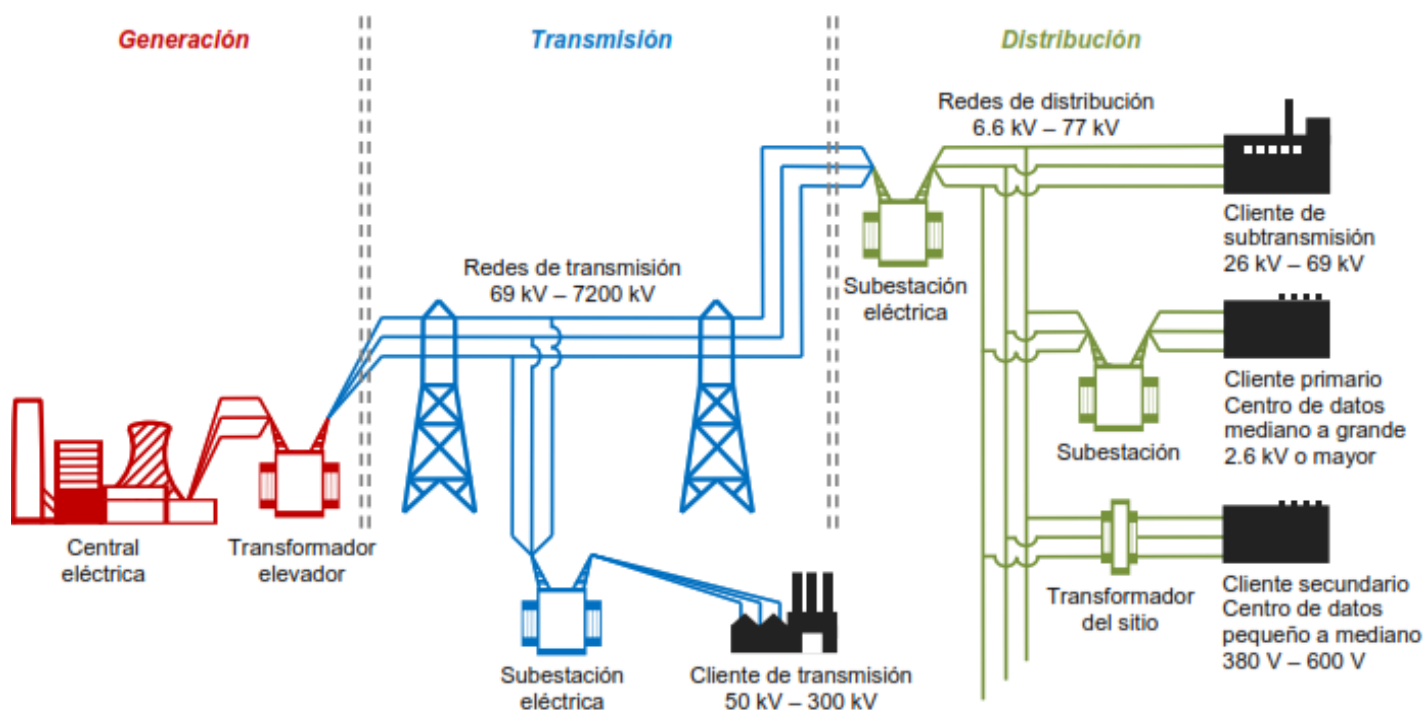 Generación
Transmisión
Distribución
Redes de distribución
6.6 kV – 77 kV
Cliente de
subtransmisión
26 kV – 69 kV
Redes de transmisión
69 kV – 7200 kV
Subestación
eléctrica
Cliente primario
Centro de datos
mediano a grande
2.6 kV o mayor
Subestación
Central
eléctrica
Transformador
elevador
Transformador
del sitio
Cliente secundario
Centro de datos
pequeño a mediano
380 V – 600 V
Subestación
eléctrica
Cliente de transmisión
50 kV – 300 kV